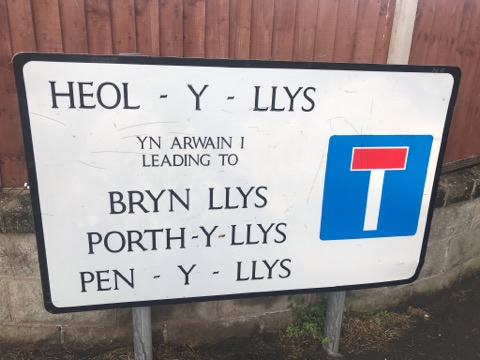 HEOL - Y - LLYS
YN ARWAIN I
LEADING TO
BRYN LLYS
PORTH-Y-LLYS
PEN - Y - LLYS